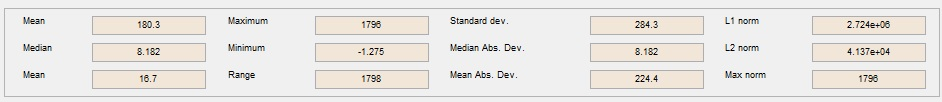 Mean 180.3 Maximum 1796 Standard dev. 284.3 L1 norm 2.724e+06
Median 8.182 Minimum -1.275 Median Abs. Dev. 8.182 L2 norm 4.137e+04
Mean 16.7 Range 1798 Mean Abs. Dev. 224.4 Max norm 1796